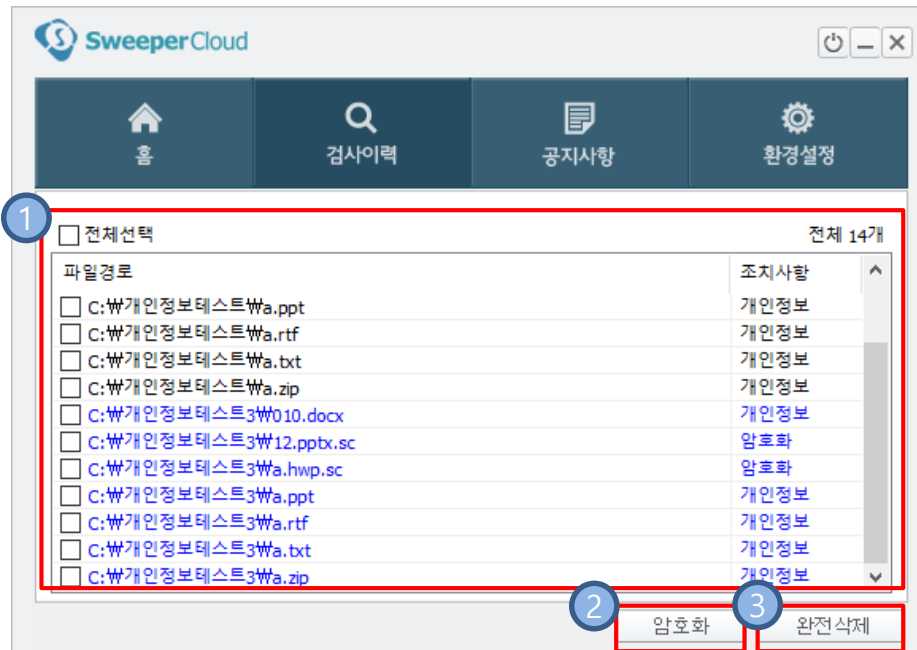 SweeperCloud
홈
검사이력
공지사항
환경설정
1
전체선택 전체 14개
파일경로 조치사항
C:₩개인정보테스트₩a.ppt 개인정보
C:₩개인정보테스트₩a.rtf 개인정보
C:₩개인정보테스트₩a.txt 개인정보
C:₩개인정보테스트₩a.zip 개인정보
C:₩개인정보테스트3₩010.docx 개인정보
C:₩개인정보테스트3₩12.pptx.sc 암호화
C:₩개인정보테스트3₩a.hwp.sc 암호화
C:₩개인정보테스트3₩a.ppt 개인정보
C:₩개인정보테스트3₩a.rtf 개인정보
C:₩개인정보테스트3₩a.txt 개인정보
C:₩개인정보테스트3₩a.zip 개인정보
2 3
암호화 완전삭제